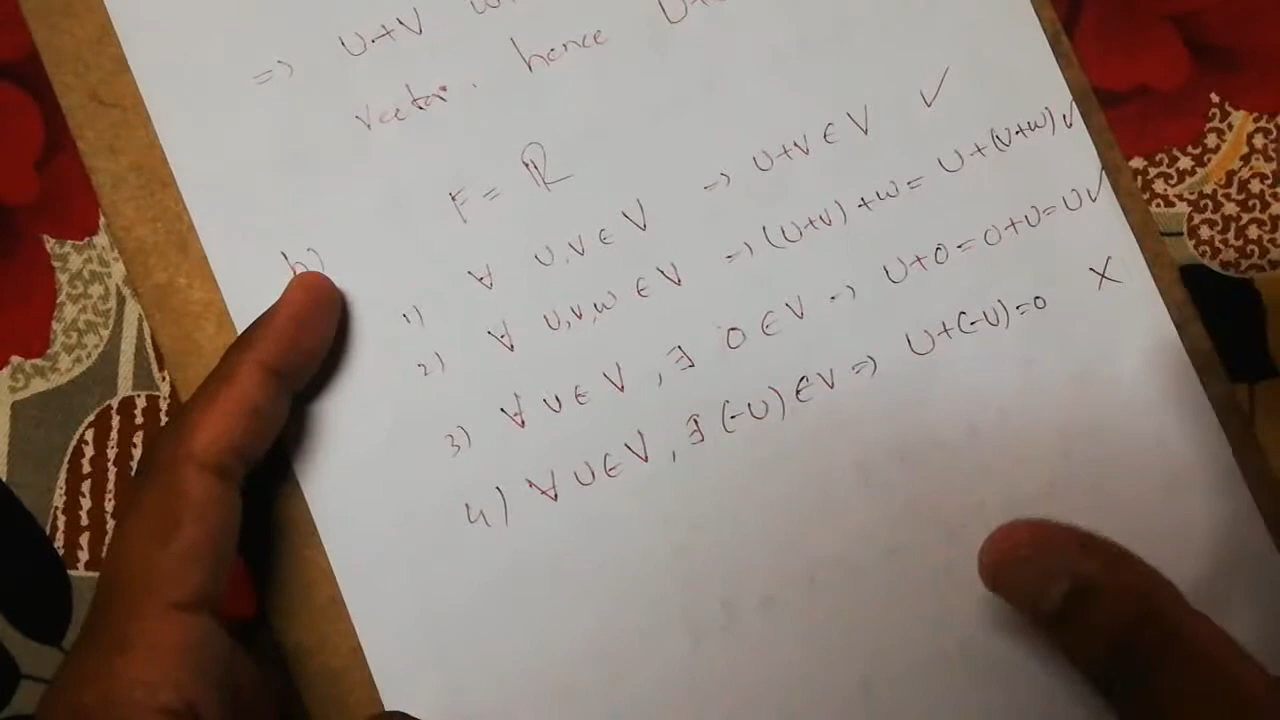 => U+V
vector. hence
F = ℝ
b)
1) ∀ U,V ∈ V => U+V ∈ V ✓
2) ∀ U,V,W ∈ V => (U+V)+W = U+(V+W) ✓
3) ∀ U ∈ V, ∃ 0 ∈ V => U+0 = 0+U = U ✓
4) ∀ U ∈ V, ∃ (-U) ∈ V => U+(-U)=0 X